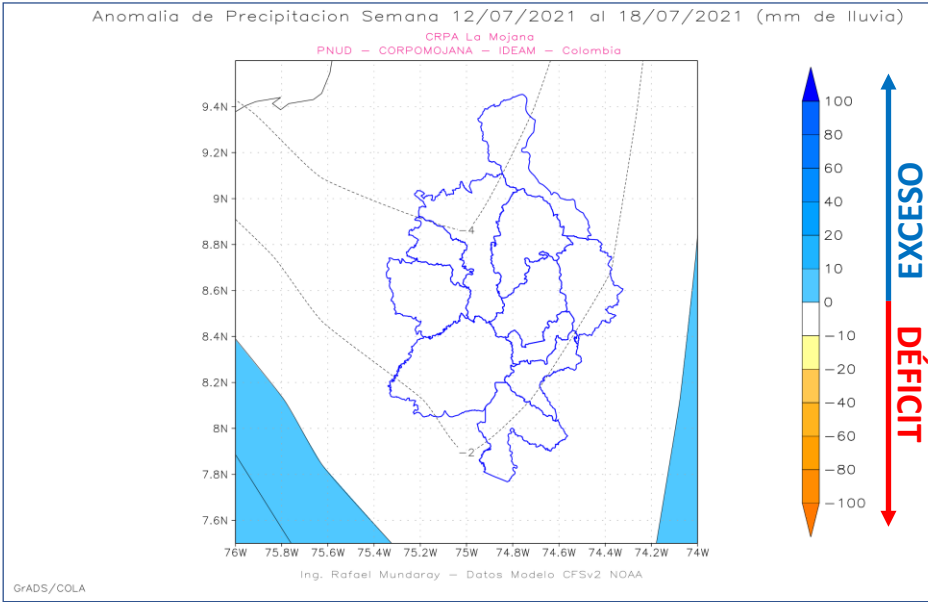 Anomalia de Precipitacion Semana 12/07/2021 al 18/07/2021 (mm de lluvia)
CRPA La Mojana
PNUD – CORPOMOJANA – IDEAM – Colombia
9.4N
9.2N
9N
8.8N
8.6N
8.4N
8.2N
8N
7.8N
7.6N
-4
-2
76W 75.8W 75.6W 75.4W 75.2W 75W 74.8W 74.6W 74.4W 74.2W 74W
100
80
60
40
20
10
0
-10
-20
-40
-60
-80
-100
EXCESO
DÉFICIT
Ing. Rafael Mundaray – Datos Modelo CFSv2 NOAA
GrADS/COLA